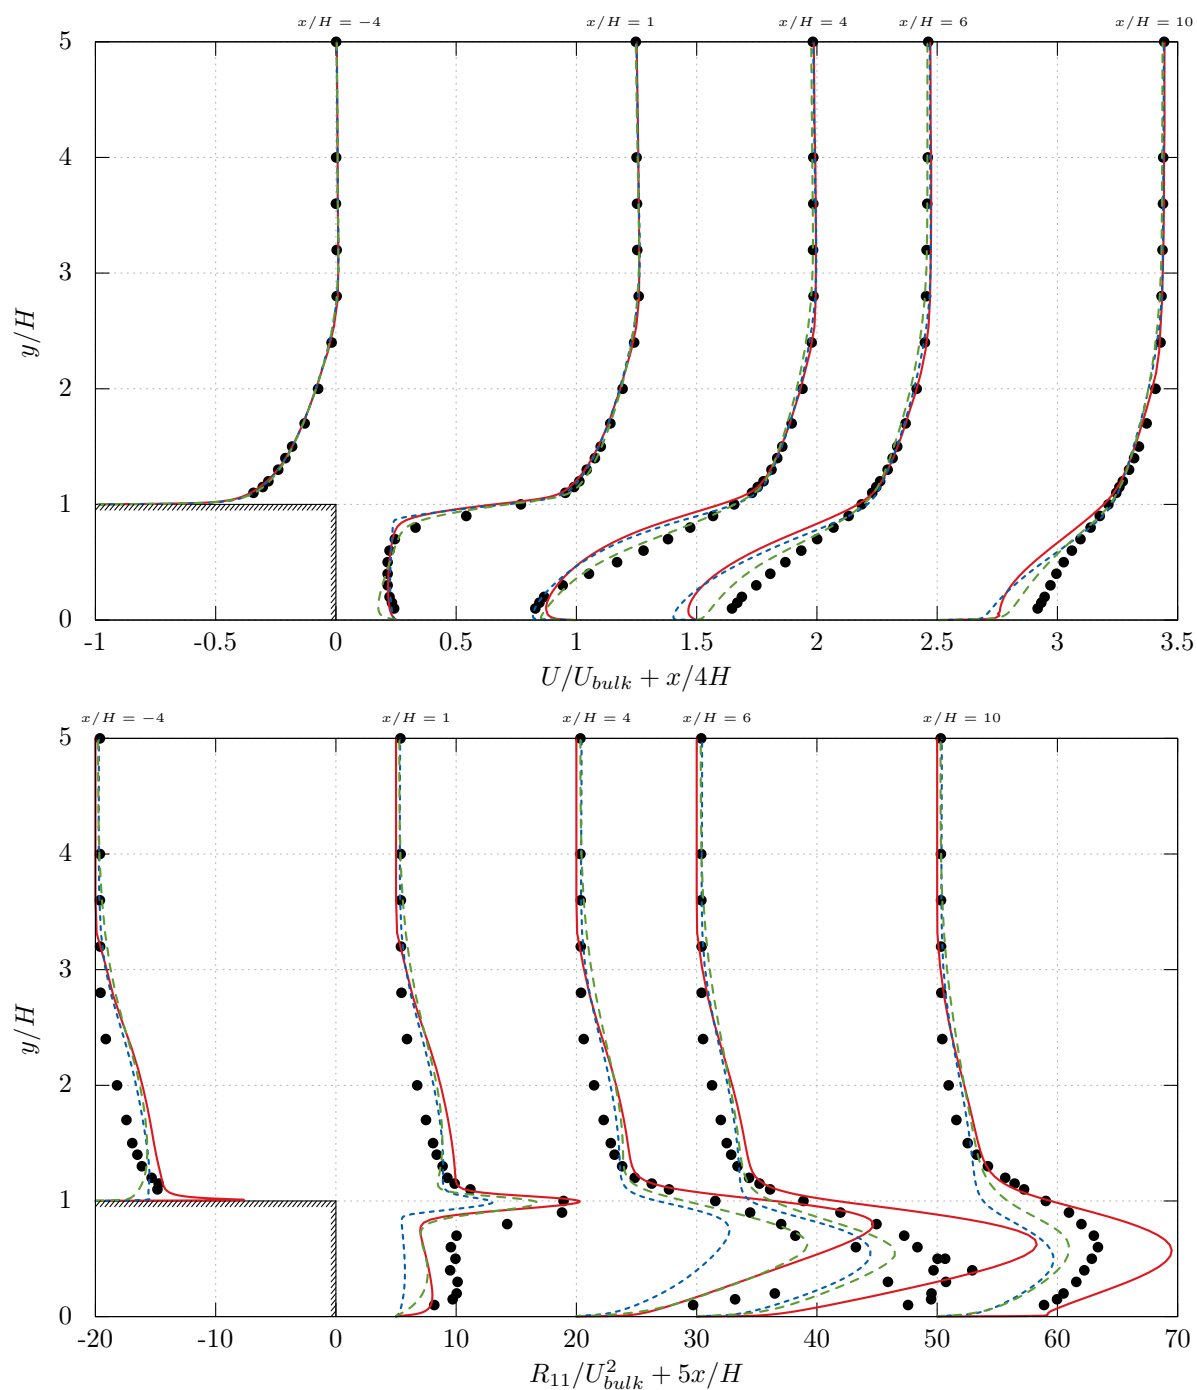 x/H = −4 x/H = 1 x/H = 4 x/H = 6 x/H = 10
5
4
3
2
1
0
y/H
-1 -0.5 0 0.5 1 1.5 2 2.5 3 3.5
U/U_bulk + x/4H
x/H = −4 x/H = 1 x/H = 4 x/H = 6 x/H = 10
5
4
3
2
1
0
y/H
-20 -10 0 10 20 30 40 50 60 70
R_11/U_bulk^2 + 5x/H